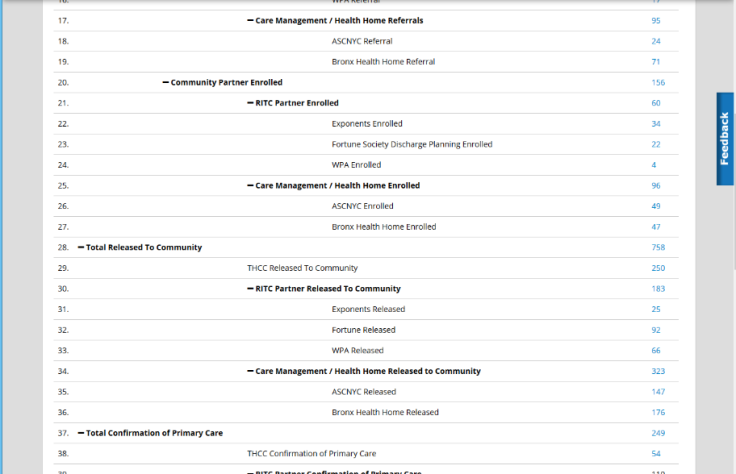 16. WPA Referral 17
17. − Care Management / Health Home Referrals 95
18. ASCNYC Referral 24
19. Bronx Health Home Referral 71
20. − Community Partner Enrolled 156
21. − RITC Partner Enrolled 60
22. Exponents Enrolled 34
23. Fortune Society Discharge Planning Enrolled 22
24. WPA Enrolled 4
25. − Care Management / Health Home Enrolled 96
26. ASCNYC Enrolled 49
27. Bronx Health Home Enrolled 47
28. − Total Released To Community 758
29. THCC Released To Community 250
30. − RITC Partner Released To Community 183
31. Exponents Released 25
32. Fortune Released 92
33. WPA Released 66
34. − Care Management / Health Home Released to Community 323
35. ASCNYC Released 147
36. Bronx Health Home Released 176
37. − Total Confirmation of Primary Care 249
38. THCC Confirmation of Primary Care 54
39. − RITC Partner Confirmation of Primary Care
Feedback